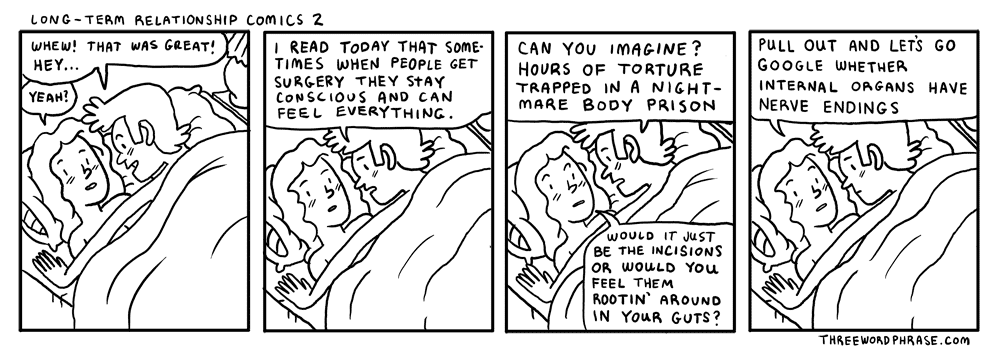 LONG-TERM RELATIONSHIP COMICS 2
WHEW! THAT WAS GREAT!
HEY...
YEAH?
I READ TODAY THAT SOME-
TIMES WHEN PEOPLE GET
SURGERY THEY STAY
CONSCIOUS AND CAN
FEEL EVERYTHING.
CAN YOU IMAGINE?
HOURS OF TORTURE
TRAPPED IN A NIGHT-
MARE BODY PRISON
WOULD IT JUST
BE THE INCISIONS
OR WOULD YOU
FEEL THEM
ROOTIN' AROUND
IN YOUR GUTS?
PULL OUT AND LET'S GO
GOOGLE WHETHER
INTERNAL ORGANS HAVE
NERVE ENDINGS
THREEWORDPHRASE.COM